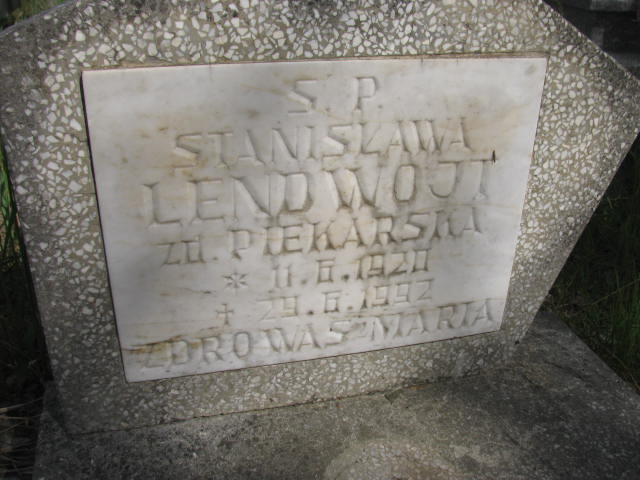 S. P.
STANISŁAWA
LENDWOJT
ZD. PIEKARSKA
* 11. 6. 1920
+ 29. 6. 1992
ZDROWAŚ MARIA